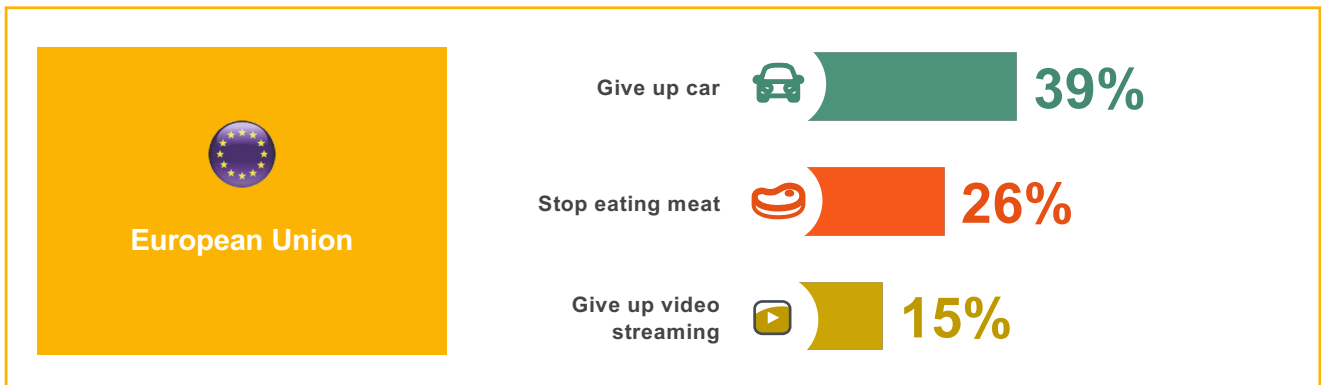 European Union
Give up car
39%
Stop eating meat
26%
Give up video
streaming
15%